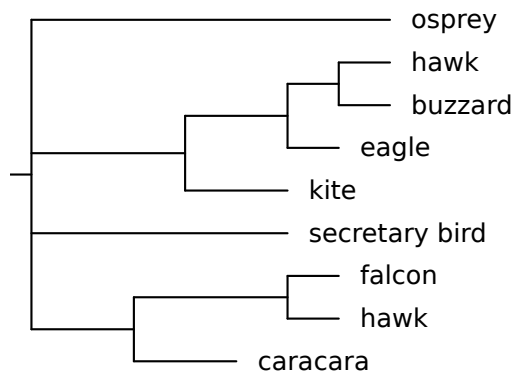 osprey
hawk
buzzard
eagle
kite
secretary bird
falcon
hawk
caracara